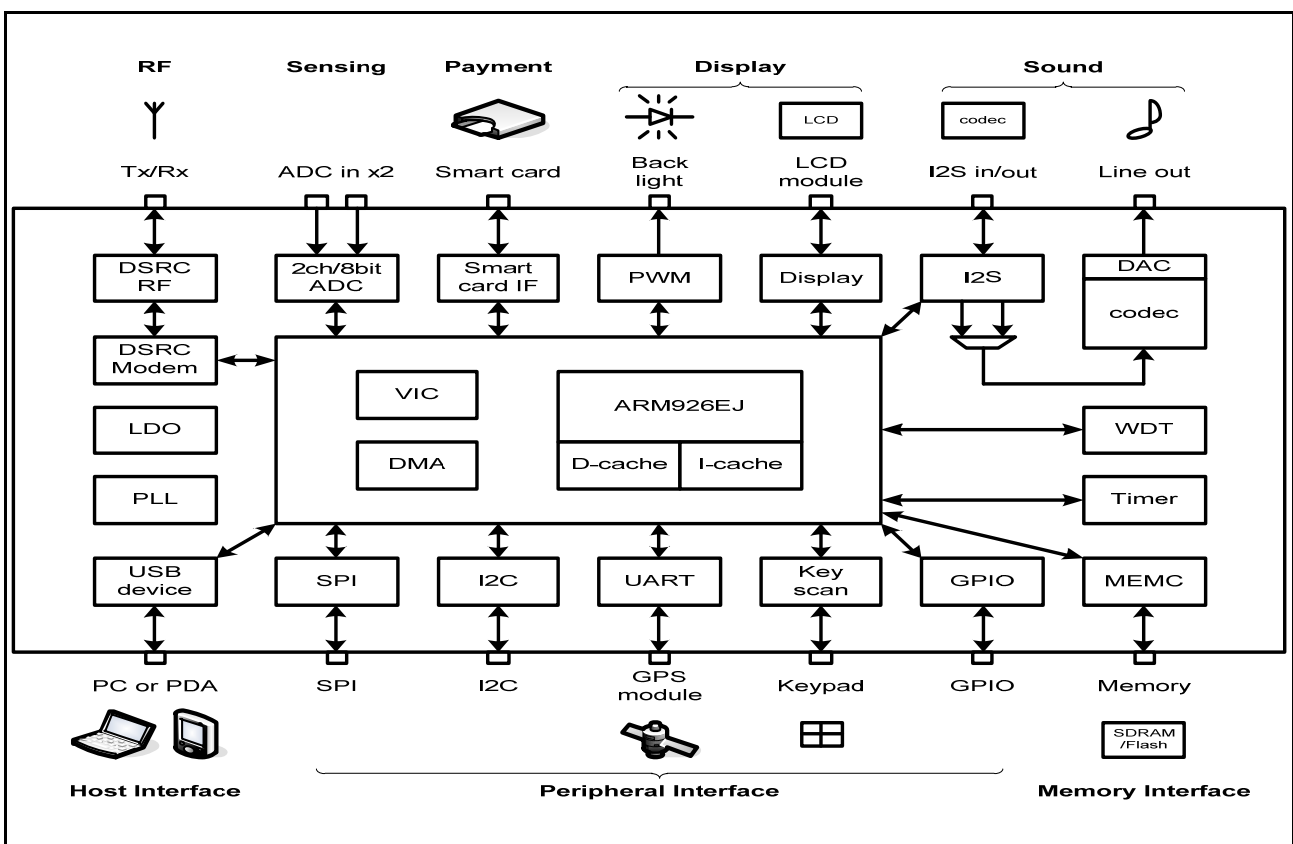 RF
Sensing
Payment
Display
Sound
LCD
codec
Tx/Rx
ADC in x2
Smart card
Back
light
LCD
module
I2S in/out
Line out
DSRC
RF
2ch/8bit
ADC
Smart
card IF
PWM
Display
I2S
DAC
codec
DSRC
Modem
VIC
ARM926EJ
LDO
WDT
DMA
D-cache
I-cache
PLL
Timer
USB
device
SPI
I2C
UART
Key
scan
GPIO
MEMC
PC or PDA
SPI
I2C
GPS
module
Keypad
GPIO
Memory
SDRAM
/Flash
Host Interface
Peripheral Interface
Memory Interface